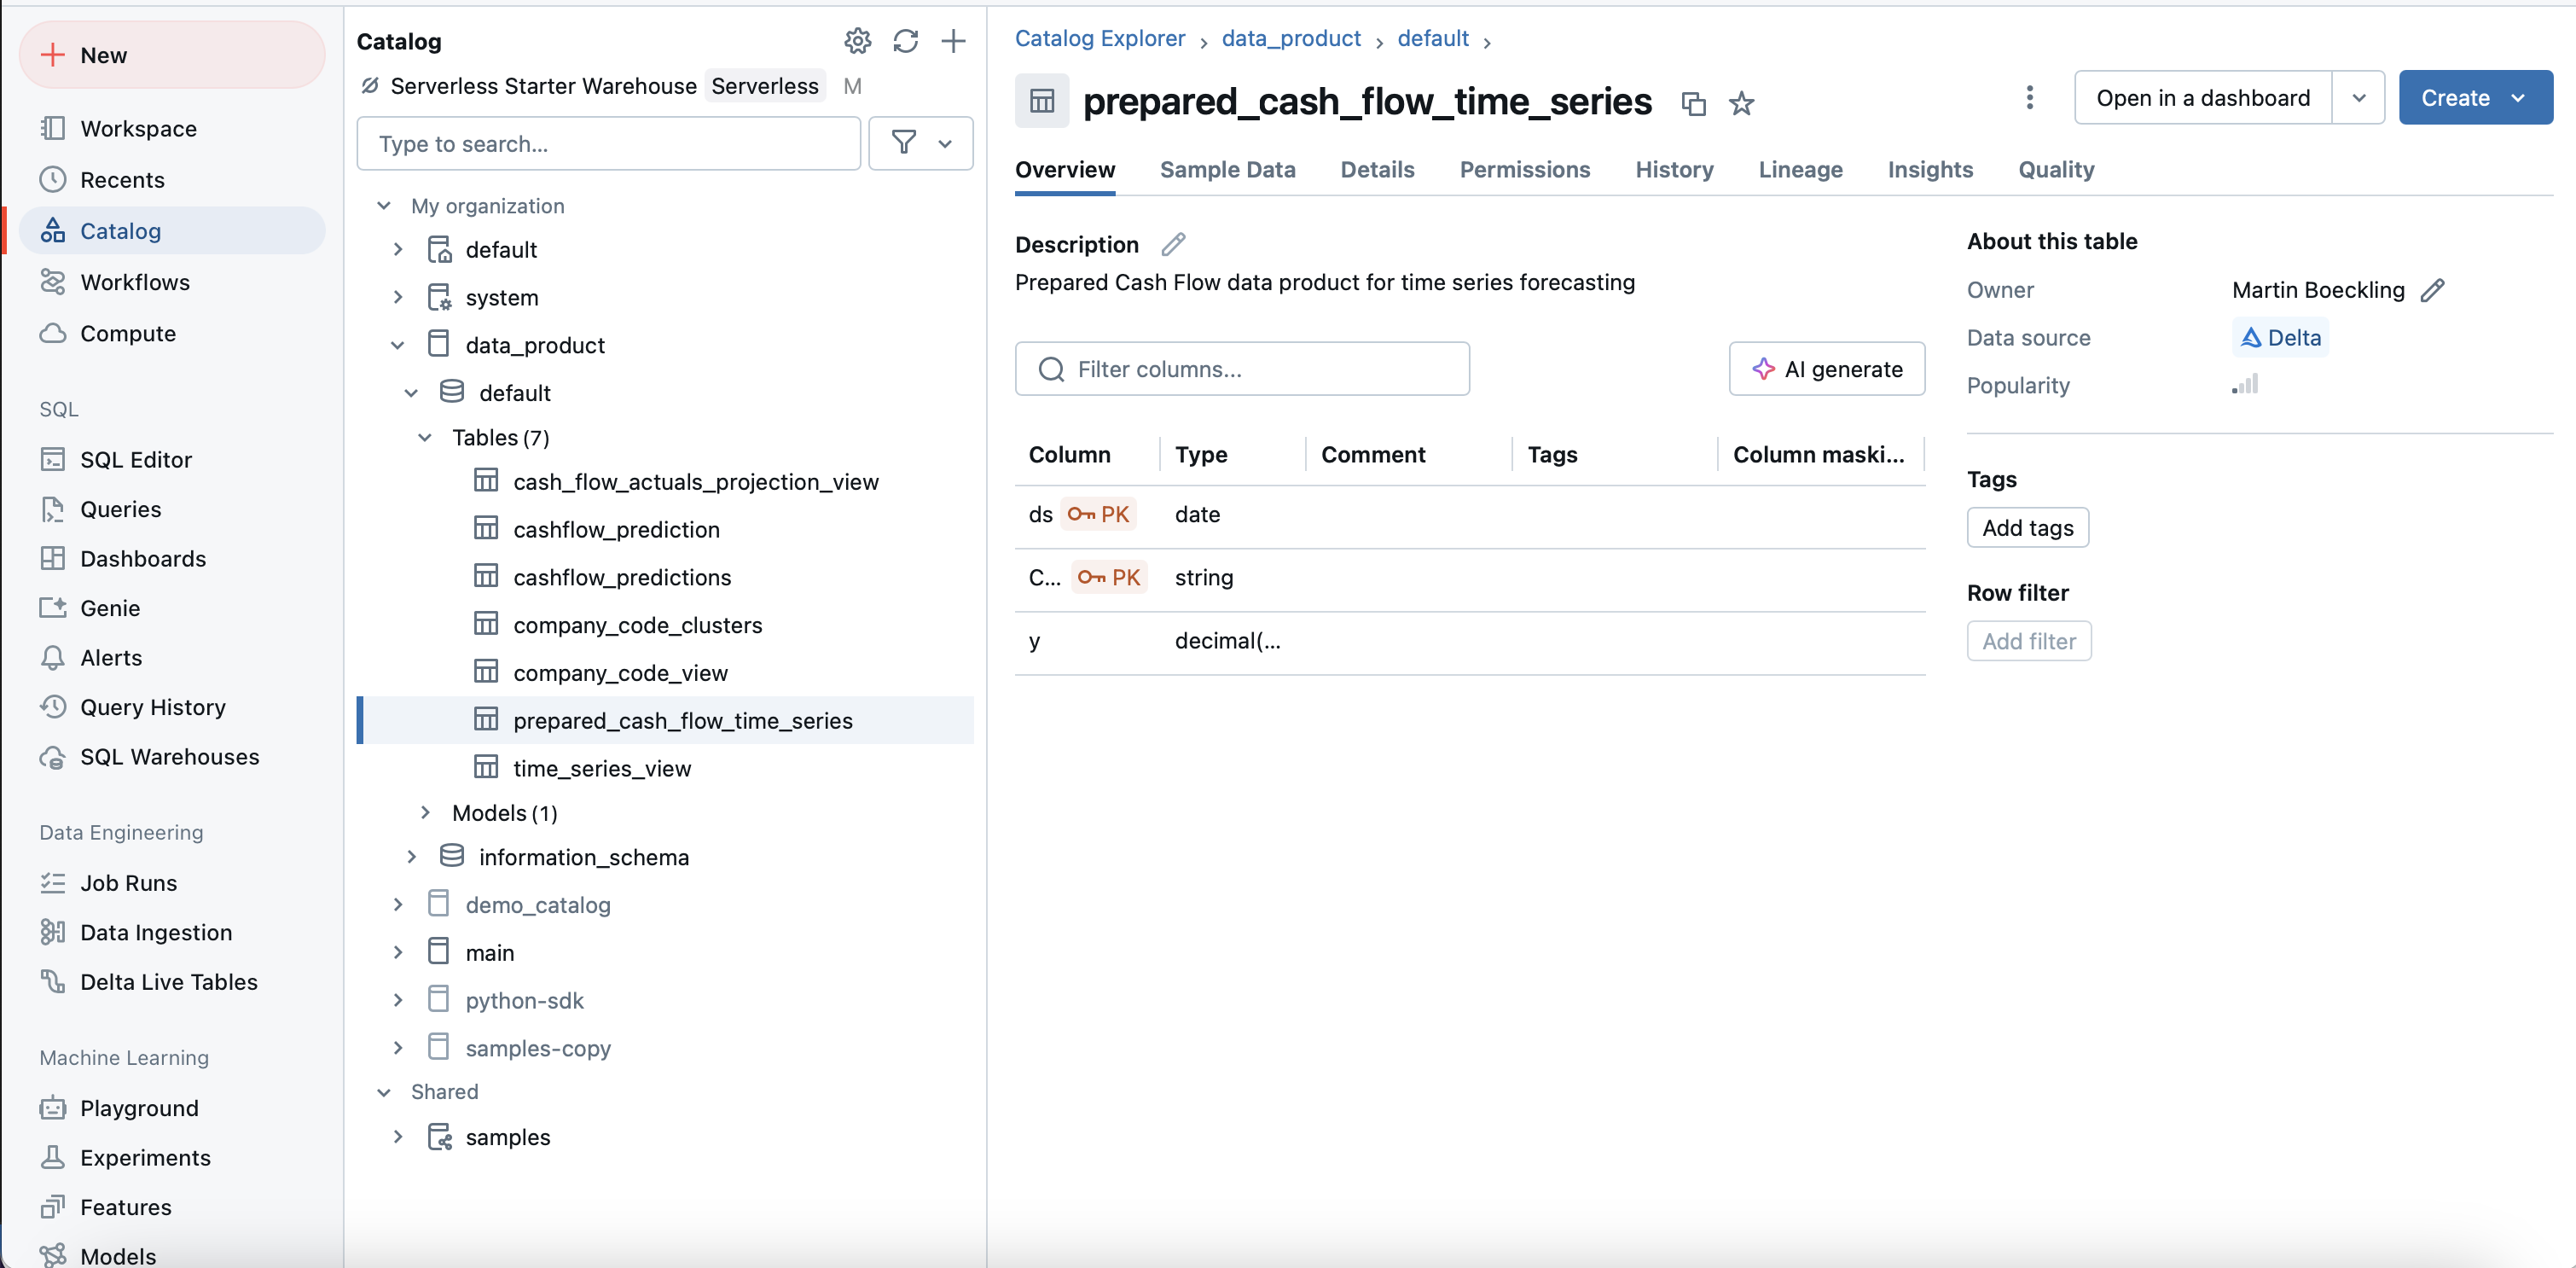 New
Workspace
Recents
Catalog
Workflows
Compute
SQL
SQL Editor
Queries
Dashboards
Genie
Alerts
Query History
SQL Warehouses
Data Engineering
Job Runs
Data Ingestion
Delta Live Tables
Machine Learning
Playground
Experiments
Features
Models
Catalog
Serverless Starter Warehouse Serverless M
Type to search...
My organization
default
system
data_product
default
Tables (7)
cash_flow_actuals_projection_view
cashflow_prediction
cashflow_predictions
company_code_clusters
company_code_view
prepared_cash_flow_time_series
time_series_view
Models (1)
information_schema
demo_catalog
main
python-sdk
samples-copy
Shared
samples
Catalog Explorer › data_product › default ›
prepared_cash_flow_time_series
Open in a dashboard
Create
Overview Sample Data Details Permissions History Lineage Insights Quality
Description
Prepared Cash Flow data product for time series forecasting
Filter columns...
AI generate
Column Type Comment Tags Column maski...
ds PK date
C... PK string
y decimal(...
About this table
Owner Martin Boeckling
Data source Delta
Popularity
Tags
Add tags
Row filter
Add filter